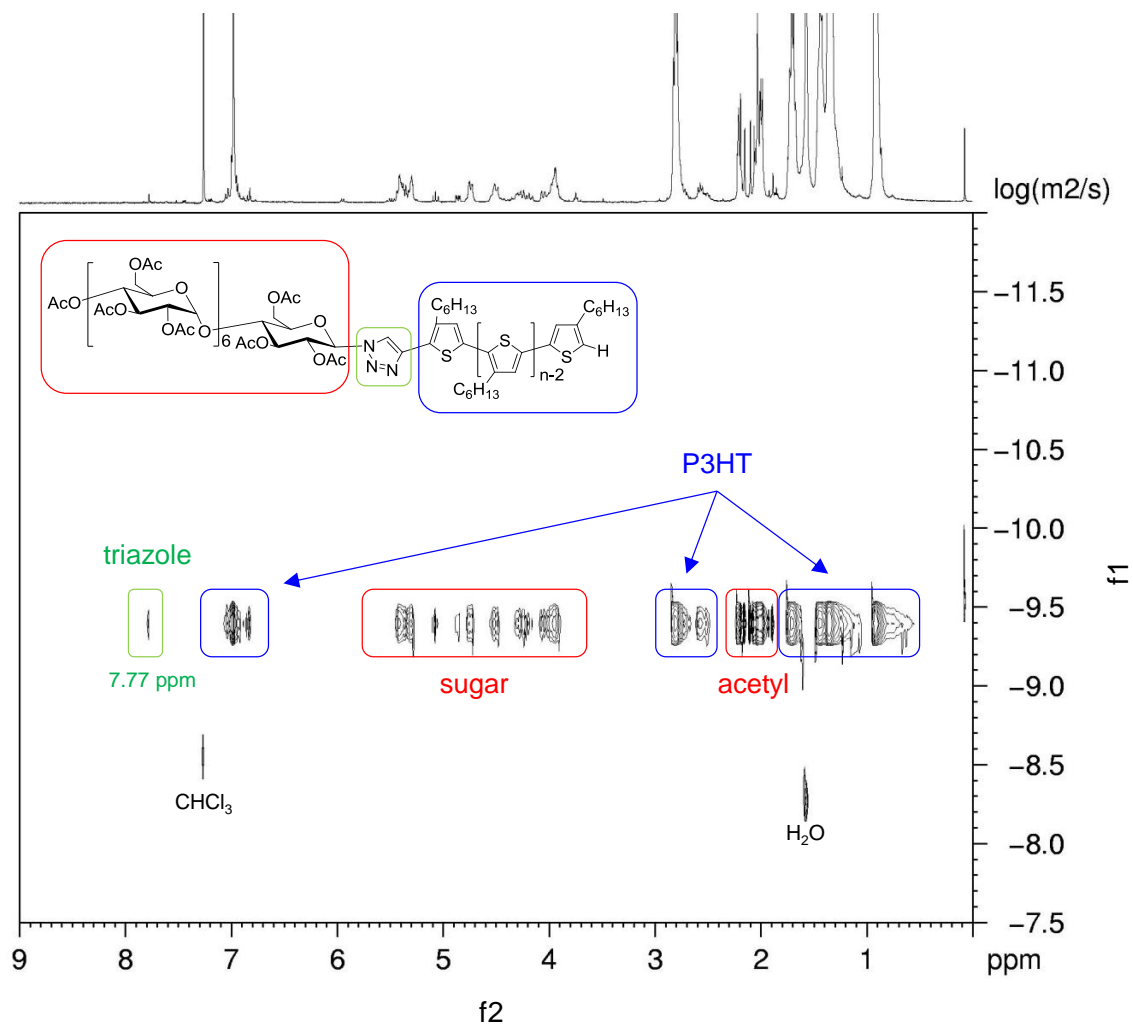 log(m2/s)
OAc
OAc
AcO
O
O
AcO
OAc
O
6
OAc
O
AcO
OAc
N
N=N
C6H13
S
S
C6H13
n-2
C6H13
S
H
−11.5
−11.0
−10.5
P3HT
−10.0
triazole
f1
−9.5
7.77 ppm
sugar
acetyl
−9.0
−8.5
CHCl3
H2O
−8.0
−7.5
9 8 7 6 5 4 3 2 1 ppm
f2